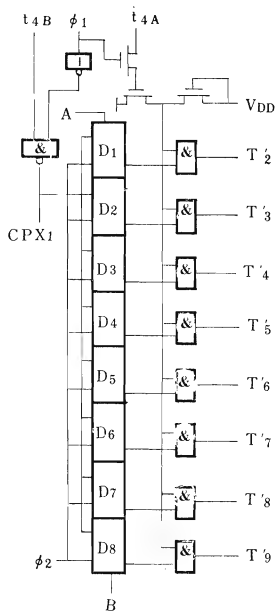 t4B φ1 t4A
1
VDD
A
&
D1 & T'2
D2 & T'3
CPX1
D3 & T'4
D4 & T'5
D5 & T'6
D6 & T'7
D7 & T'8
D8 & T'9
φ2
B